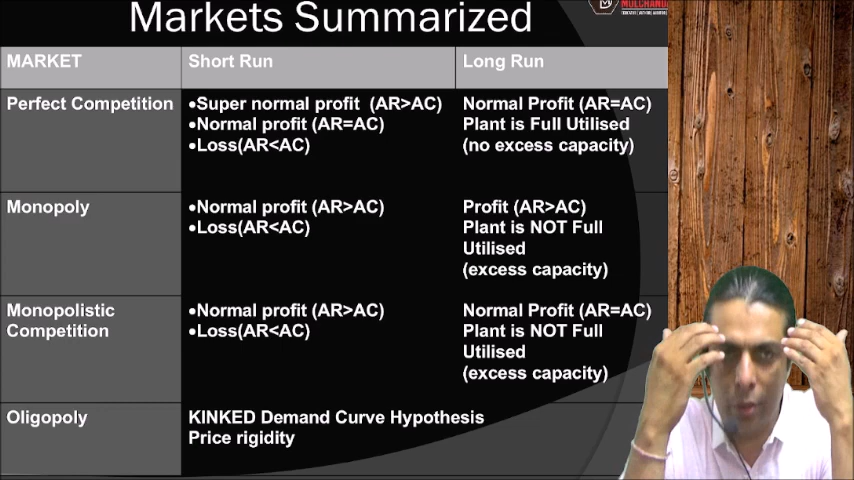 Markets Summarized
MARKET
Short Run
Long Run
Perfect Competition
•Super normal profit (AR>AC)
•Normal profit (AR=AC)
•Loss(AR<AC)
Normal Profit (AR=AC)
Plant is Full Utilised
(no excess capacity)
Monopoly
•Normal profit (AR>AC)
•Loss(AR<AC)
Profit (AR>AC)
Plant is NOT Full
Utilised
(excess capacity)
Monopolistic
Competition
•Normal profit (AR>AC)
•Loss(AR<AC)
Normal Profit (AR=AC)
Plant is NOT Full
Utilised
(excess capacity)
Oligopoly
KINKED Demand Curve Hypothesis
Price rigidity